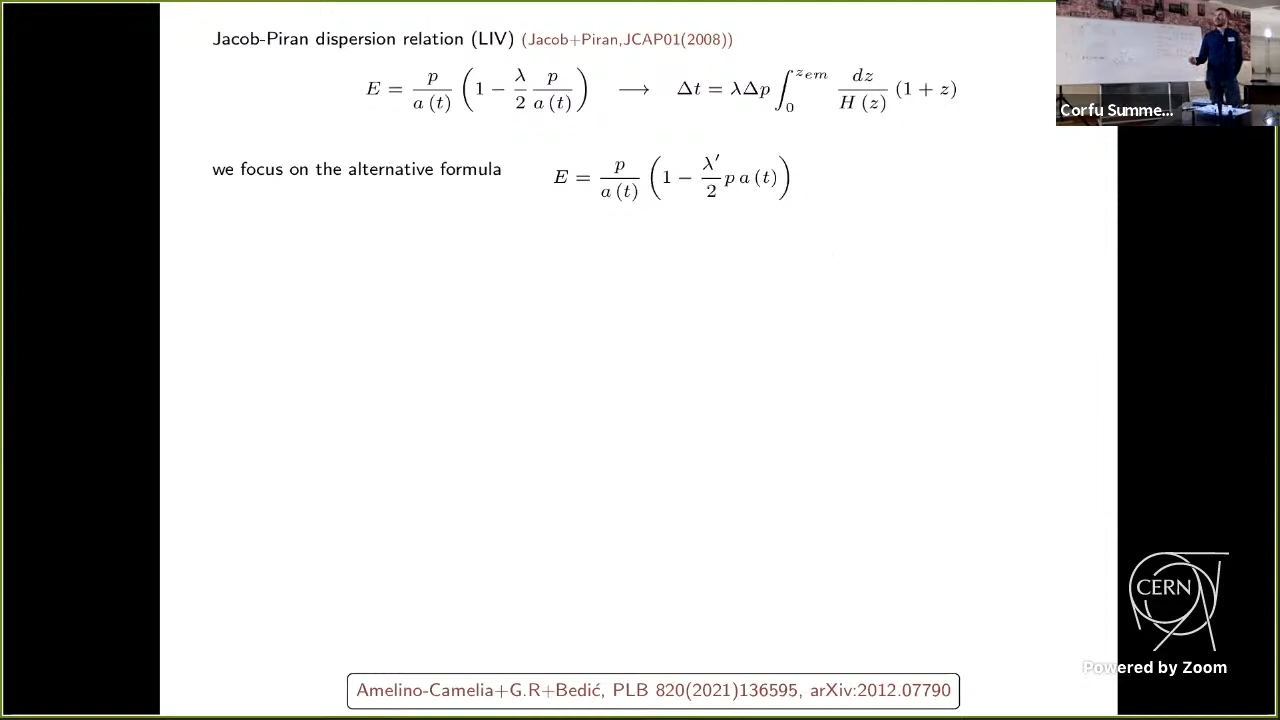 Jacob-Piran dispersion relation (LIV) (Jacob+Piran,JCAP01(2008))
E = p/a(t) (1 − λ/2 p/a(t)) ⟶ Δt = λΔp ∫₀^{z_em} dz/H(z) (1 + z)
we focus on the alternative formula E = p/a(t) (1 − λ′/2 p a(t))
Amelino-Camelia+G.R+Bedić, PLB 820(2021)136595, arXiv:2012.07790
Corfu Summe...
CERN
Powered by Zoom